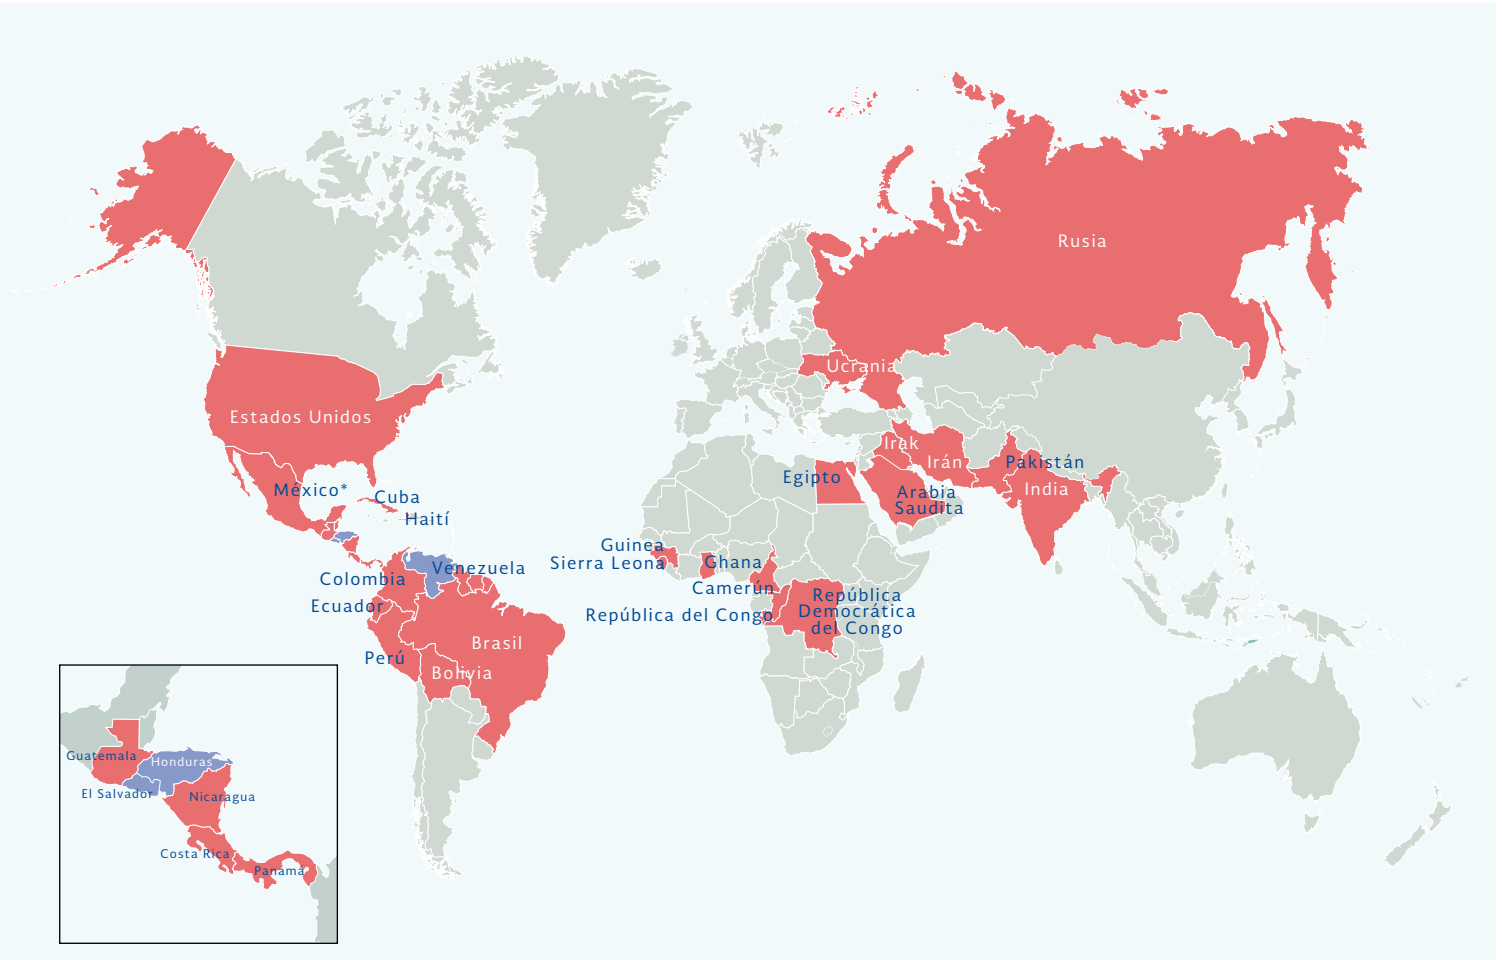 Rusia
Ucrania
Estados Unidos
Irak
Irán
Pakistán
Egipto
India
México*
Arabia
Saudita
Cuba
Haití
Guinea
Sierra Leona
Ghana
Venezuela
Colombia
Camerún
República
Democrática
del Congo
Ecuador
República del Congo
Brasil
Perú
Bolivia
Guatemala
Honduras
El Salvador
Nicaragua
Costa Rica
Panamá